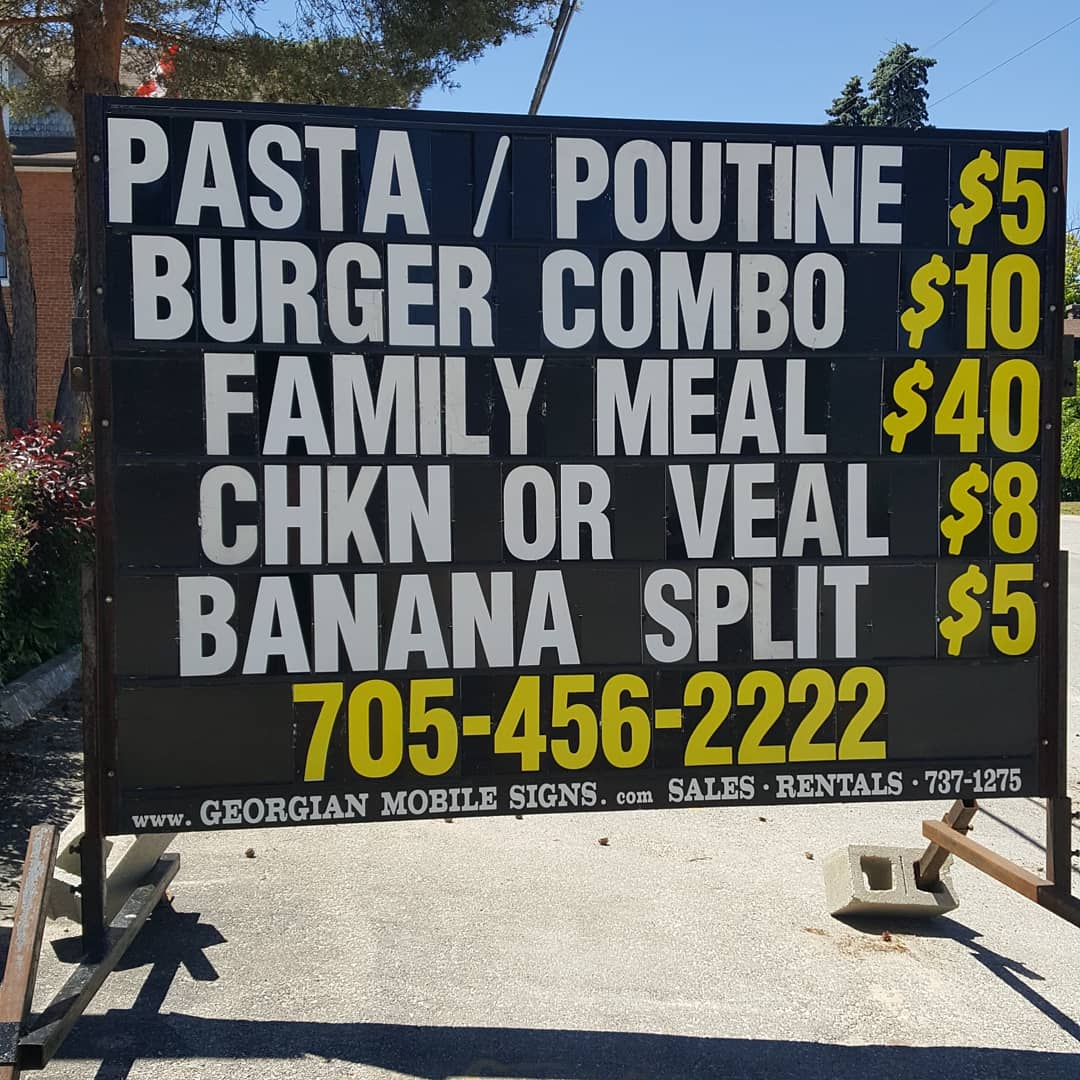 PASTA / POUTINE $5
BURGER COMBO $10
FAMILY MEAL $40
CHKN OR VEAL $8
BANANA SPLIT $5
705-456-2222
www. GEORGIAN MOBILE SIGNS. com SALES · RENTALS · 737-1275